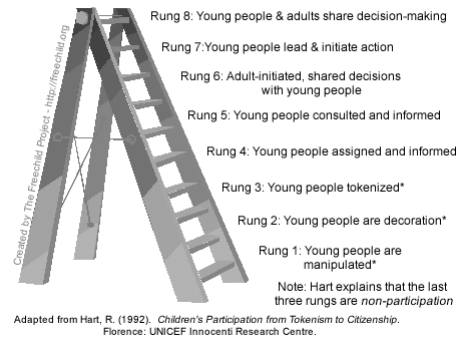 Rung 8: Young people & adults share decision-making
Rung 7:Young people lead & initiate action
Rung 6: Adult-initiated, shared decisions
with young people
Rung 5: Young people consulted and informed
Rung 4: Young people assigned and informed
Rung 3: Young people tokenized*
Rung 2: Young people are decoration*
Rung 1: Young people are
manipulated*
Note: Hart explains that the last
three rungs are non-participation
Created by The Freechild Project - http://freechild.org
Adapted from Hart, R. (1992). Children's Participation from Tokenism to Citizenship.
Florence: UNICEF Innocenti Research Centre.